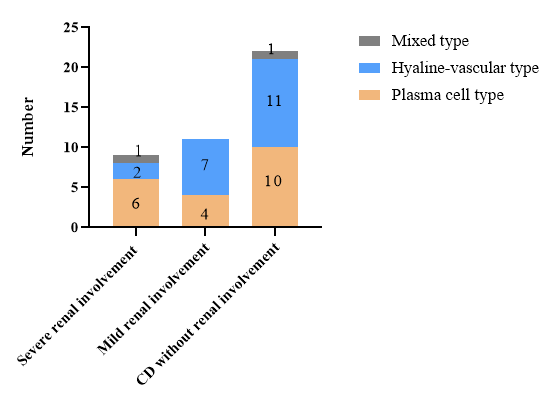 25
20
15
10
5
0
Number
1
2
6
7
4
1
11
10
Severe renal involvement
Mild renal involvement
CD without renal involvement
Mixed type
Hyaline-vascular type
Plasma cell type